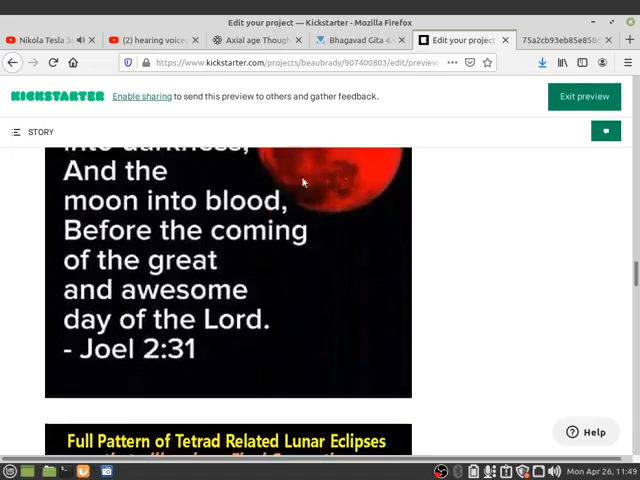 Edit your project — Kickstarter - Mozilla Firefox
Nikola Tesla 3
(2) hearing voice
Axial age Though
Bhagavad Gita 4.
Edit your project
75a2cb93eb85e858
https://www.kickstarter.com/projects/beaubrady/907400803/edit/preview
KICKSTARTER
Enable sharing to send this preview to others and gather feedback.
Exit preview
STORY
into darkness,
And the
moon into blood,
Before the coming
of the great
and awesome
day of the Lord.
- Joel 2:31
Full Pattern of Tetrad Related Lunar Eclipses
Help
Mon Apr 26, 11:49